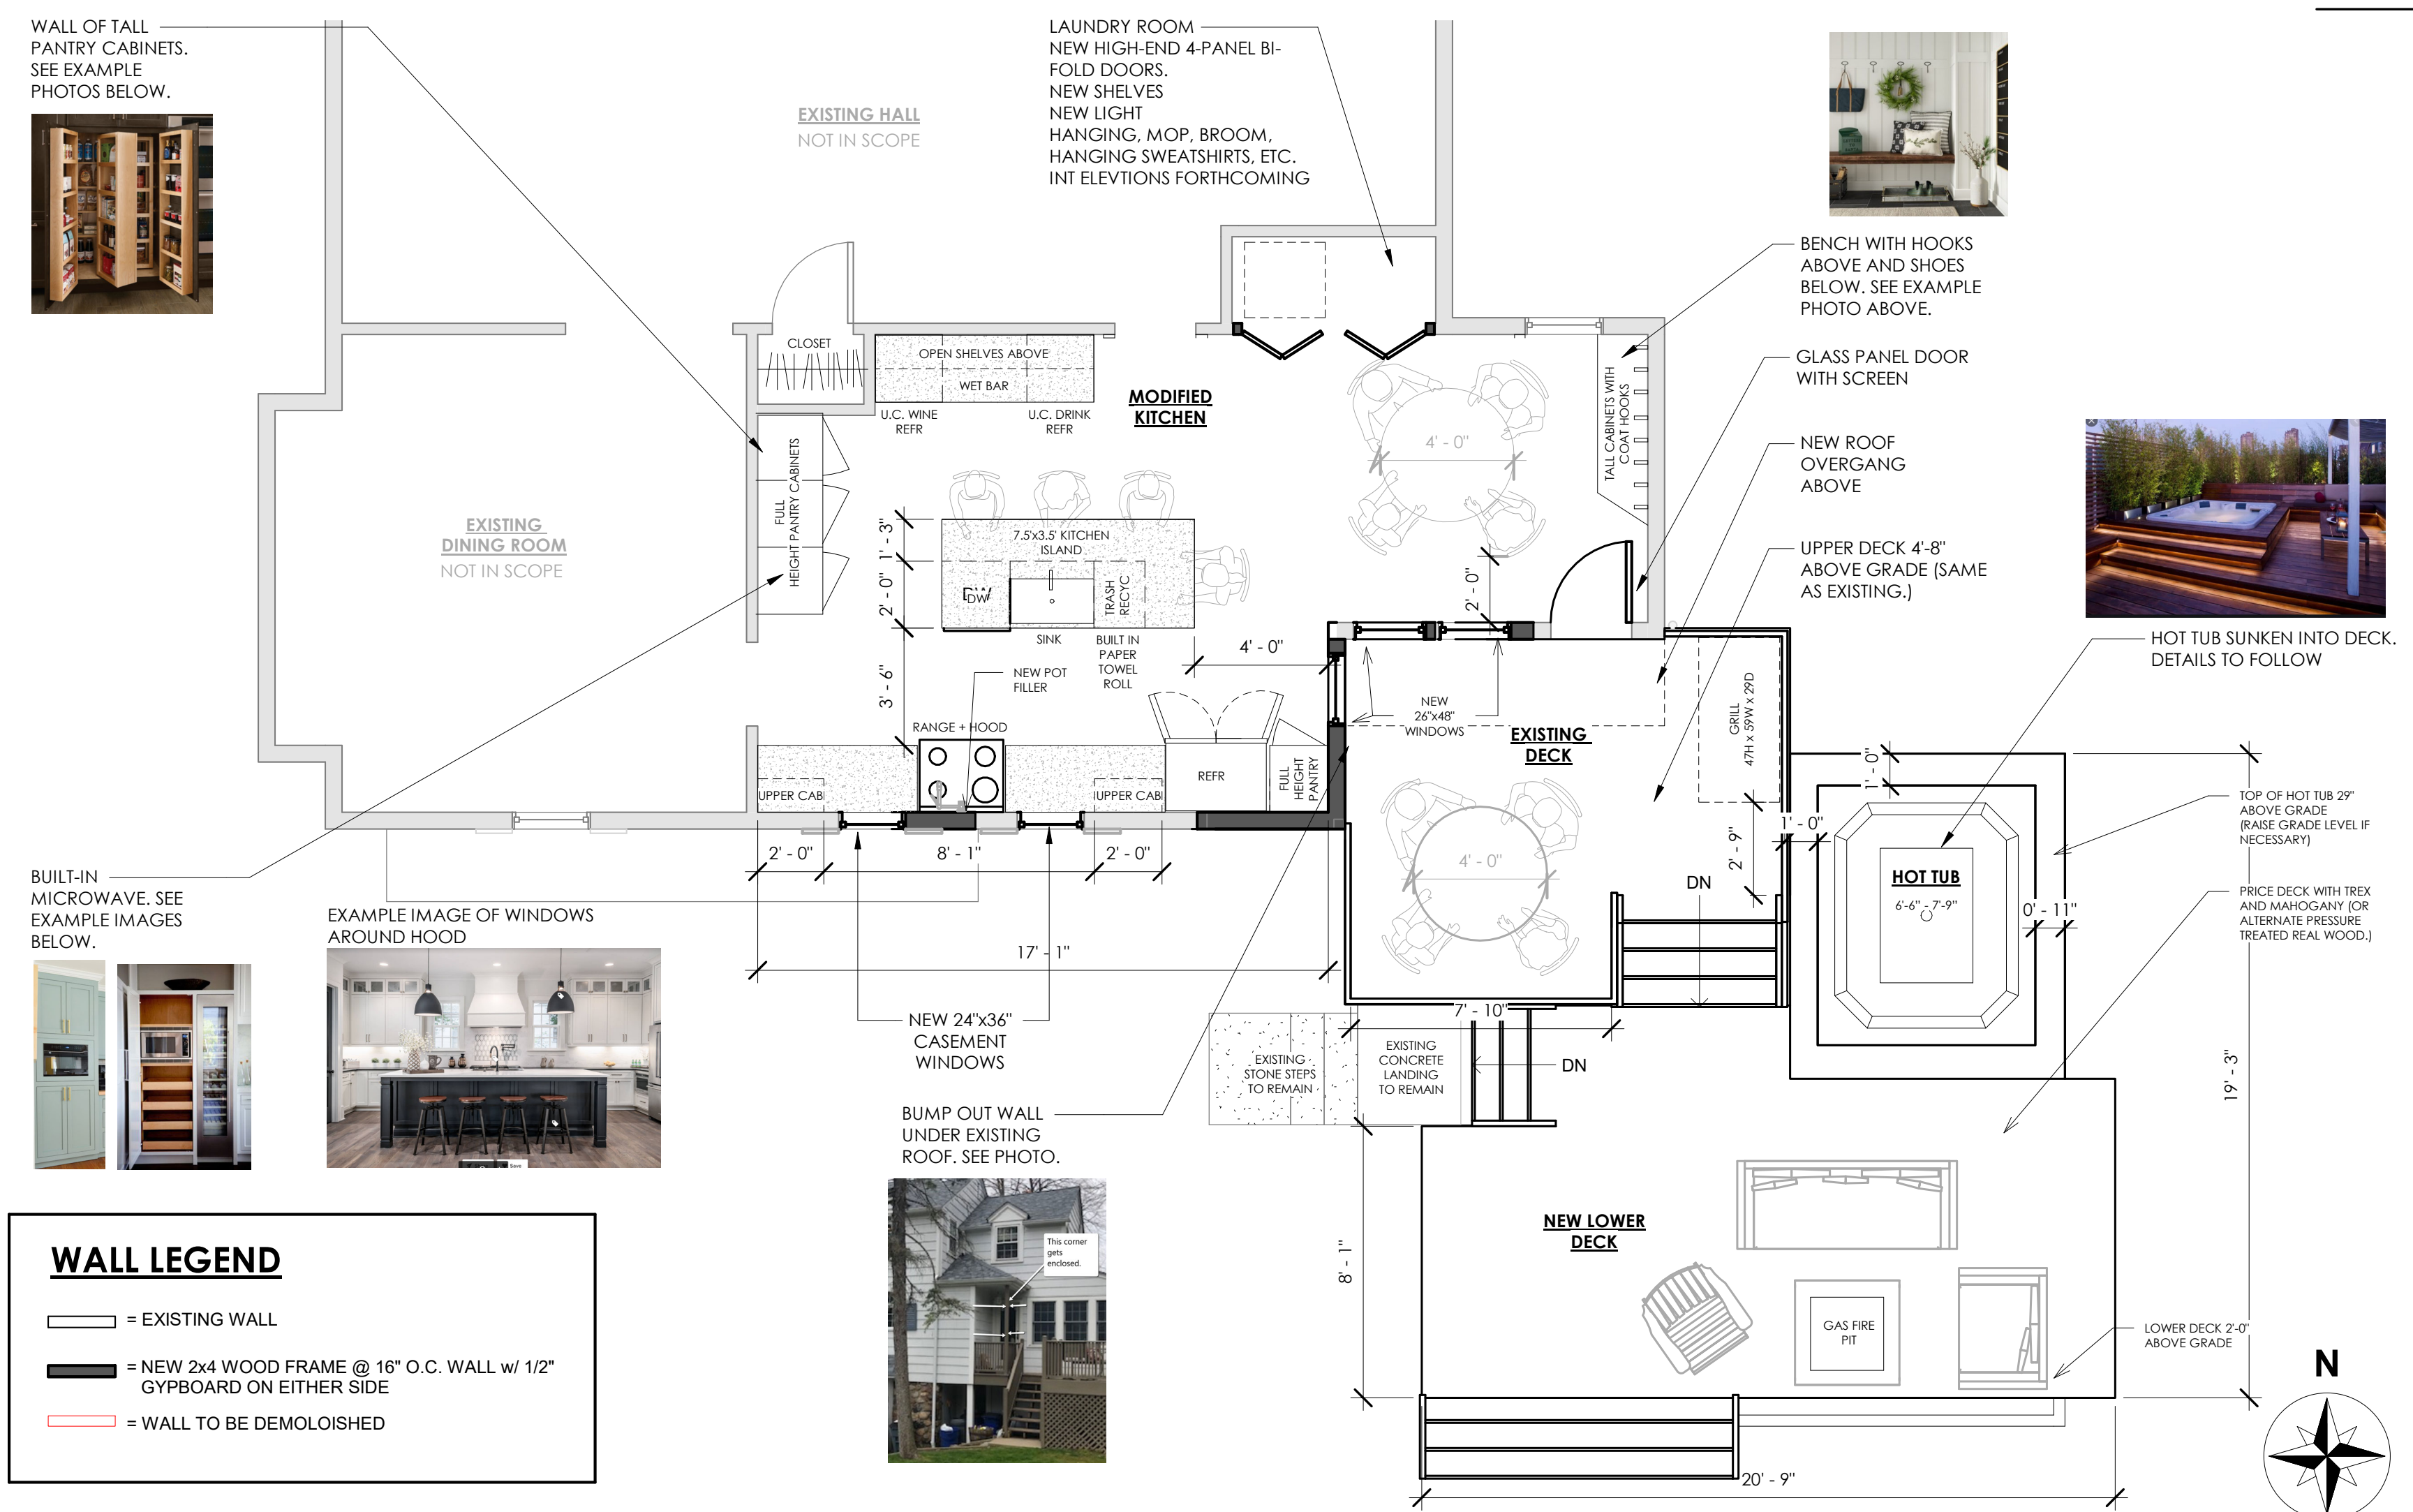 WALL OF TALL
PANTRY CABINETS.
SEE EXAMPLE
PHOTOS BELOW.
EXISTING HALL
NOT IN SCOPE
LAUNDRY ROOM
NEW HIGH-END 4-PANEL BI-
FOLD DOORS.
NEW SHELVES
NEW LIGHT
HANGING, MOP, BROOM,
HANGING SWEATSHIRTS, ETC.
INT ELEVTIONS FORTHCOMING
BENCH WITH HOOKS
ABOVE AND SHOES
BELOW. SEE EXAMPLE
PHOTO ABOVE.
GLASS PANEL DOOR
WITH SCREEN
NEW ROOF
OVERGANG
ABOVE
UPPER DECK 4'-8"
ABOVE GRADE (SAME
AS EXISTING.)
HOT TUB SUNKEN INTO DECK.
DETAILS TO FOLLOW
CLOSET
OPEN SHELVES ABOVE
WET BAR
U.C. WINE
REFR
U.C. DRINK
REFR
MODIFIED
KITCHEN
4' - 0"
TALL CABINETS WITH
COAT HOOKS
FULL
HEIGHT PANTRY CABINETS
EXISTING
DINING ROOM
NOT IN SCOPE
1' - 3"
2' - 0"
3' - 6"
7.5'x3.5' KITCHEN
ISLAND
DW
DW
TRASH
RECYC
SINK
BUILT IN
PAPER
TOWEL
ROLL
2' - 0"
4' - 0"
NEW POT
FILLER
RANGE + HOOD
UPPER CAB
UPPER CAB
REFR
FULL
HEIGHT
PANTRY
NEW
26"x48"
WINDOWS
EXISTING
DECK
GRILL
47H x 59W x 29D
2' - 9"
1' - 0"
1' - 0"
4' - 0"
DN
HOT TUB
6'-6" - 7'-9"
0' - 11"
TOP OF HOT TUB 29"
ABOVE GRADE
(RAISE GRADE LEVEL IF
NECESSARY)
PRICE DECK WITH TREX
AND MAHOGANY (OR
ALTERNATE PRESSURE
TREATED REAL WOOD.)
2' - 0"
8' - 1"
2' - 0"
17' - 1"
BUILT-IN
MICROWAVE. SEE
EXAMPLE IMAGES
BELOW.
EXAMPLE IMAGE OF WINDOWS
AROUND HOOD
Save
NEW 24"x36"
CASEMENT
WINDOWS
7' - 10"
EXISTING
STONE STEPS
TO REMAIN
EXISTING
CONCRETE
LANDING
TO REMAIN
DN
BUMP OUT WALL
UNDER EXISTING
ROOF. SEE PHOTO.
This corner
gets
enclosed.
8' - 1"
NEW LOWER
DECK
GAS FIRE
PIT
19' - 3"
LOWER DECK 2'-0"
ABOVE GRADE
20' - 9"
N
WALL LEGEND
= EXISTING WALL
= NEW 2x4 WOOD FRAME @ 16" O.C. WALL w/ 1/2"
GYPBOARD ON EITHER SIDE
= WALL TO BE DEMOLOISHED